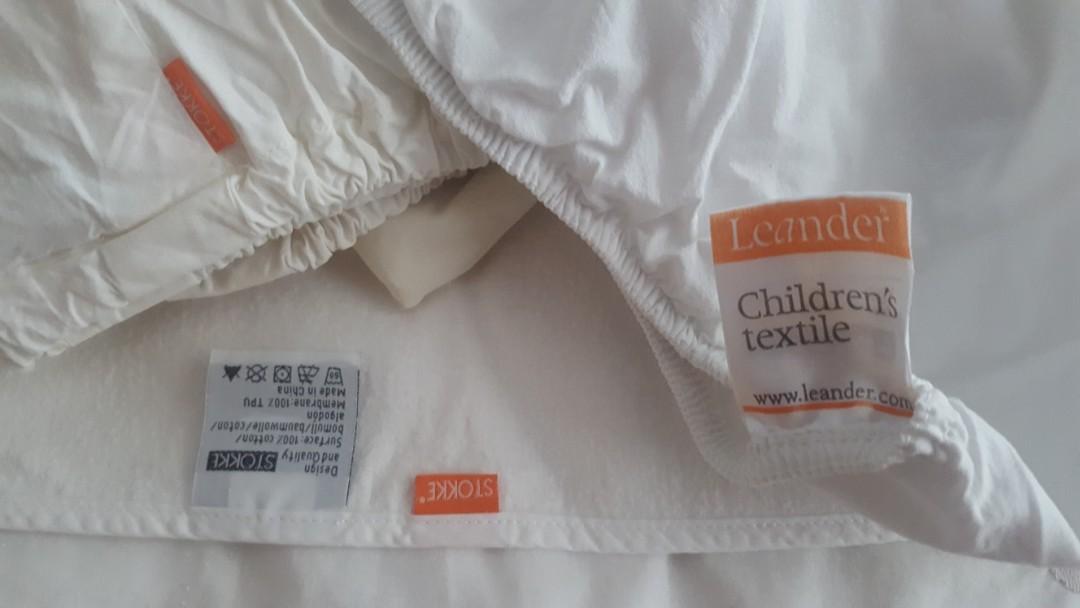 STOKKE
Leander
Children's
textile
www.leander.com
Design
and Quality STOKKE
Surface: 100% cotton/
bomull/baumwolle/coton/
algodón
Membrane: 100% TPU
Made in China
60
STOKKE